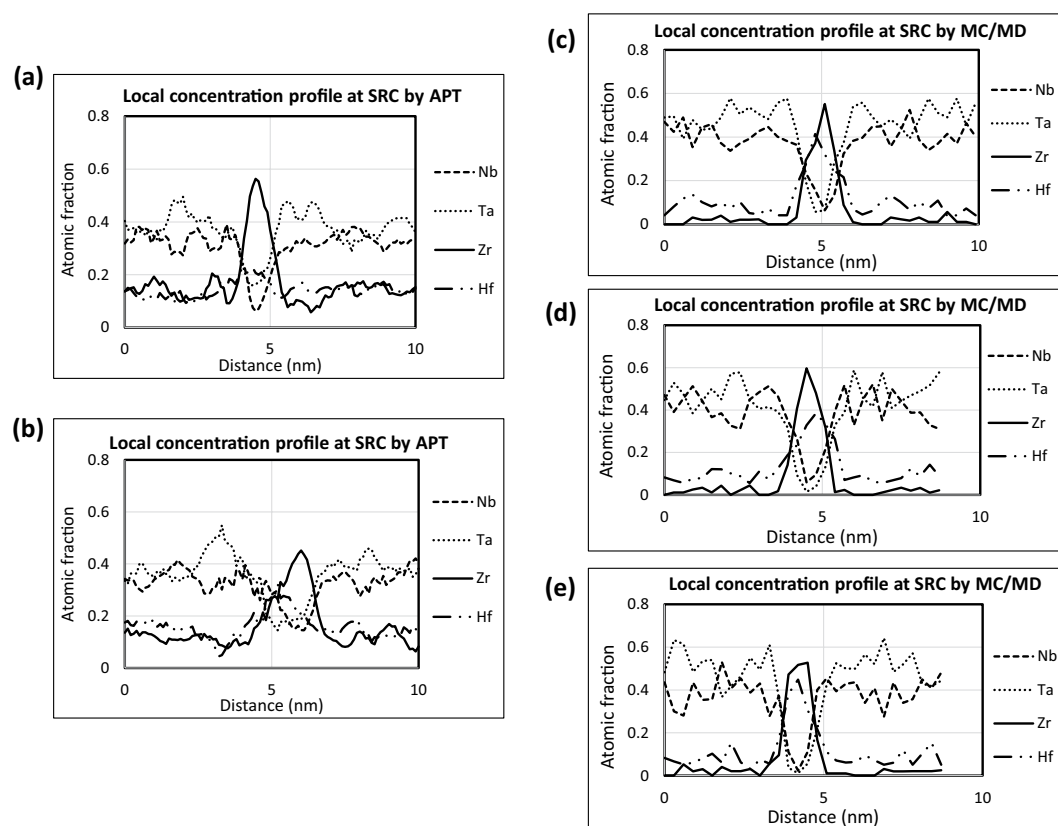 (a)
Local concentration profile at SRC by APT
0.8
0.6
0.4
0.2
0
Atomic fraction
0 5 10
Distance (nm)
Nb
Ta
Zr
Hf
(b)
Local concentration profile at SRC by APT
0.8
0.6
0.4
0.2
0
Atomic fraction
0 5 10
Distance (nm)
Nb
Ta
Zr
Hf
(c)
Local concentration profile at SRC by MC/MD
0.8
0.6
0.4
0.2
0
Atomic fraction
0 5 10
Distance (nm)
Nb
Ta
Zr
Hf
(d)
Local concentration profile at SRC by MC/MD
0.8
0.6
0.4
0.2
0
Atomic fraction
0 5 10
Distance (nm)
Nb
Ta
Zr
Hf
(e)
Local concentration profile at SRC by MC/MD
0.8
0.6
0.4
0.2
0
Atomic fraction
0 5 10
Distance (nm)
Nb
Ta
Zr
Hf